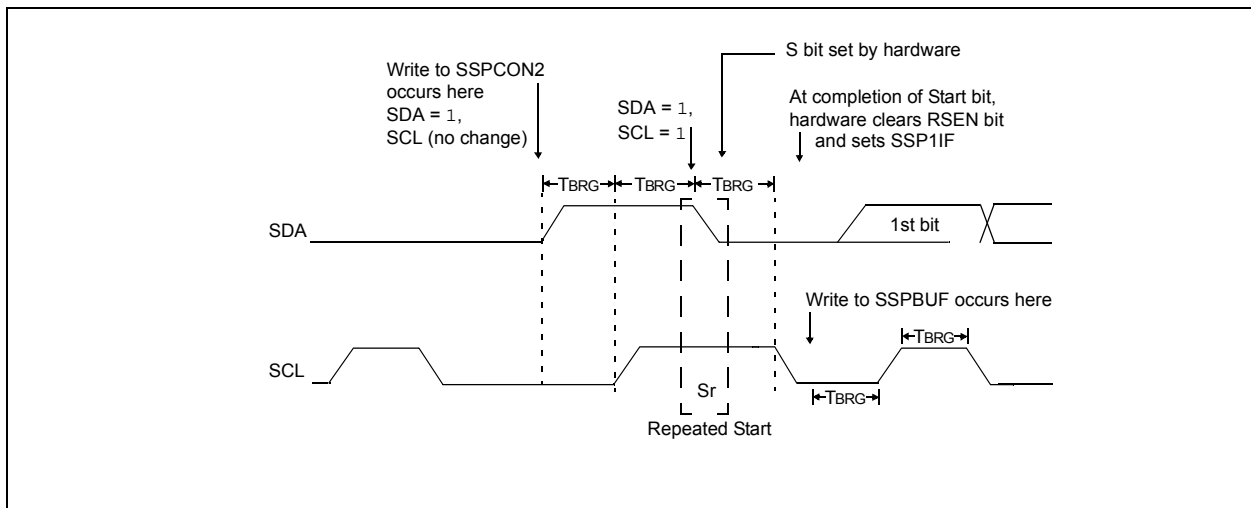 S bit set by hardware
Write to SSPCON2
occurs here
SDA = 1,
SCL (no change)
SDA = 1,
SCL = 1
At completion of Start bit,
hardware clears RSEN bit
and sets SSP1IF
TBRG TBRG TBRG
SDA
1st bit
Write to SSPBUF occurs here
TBRG
SCL
Sr
TBRG
Repeated Start